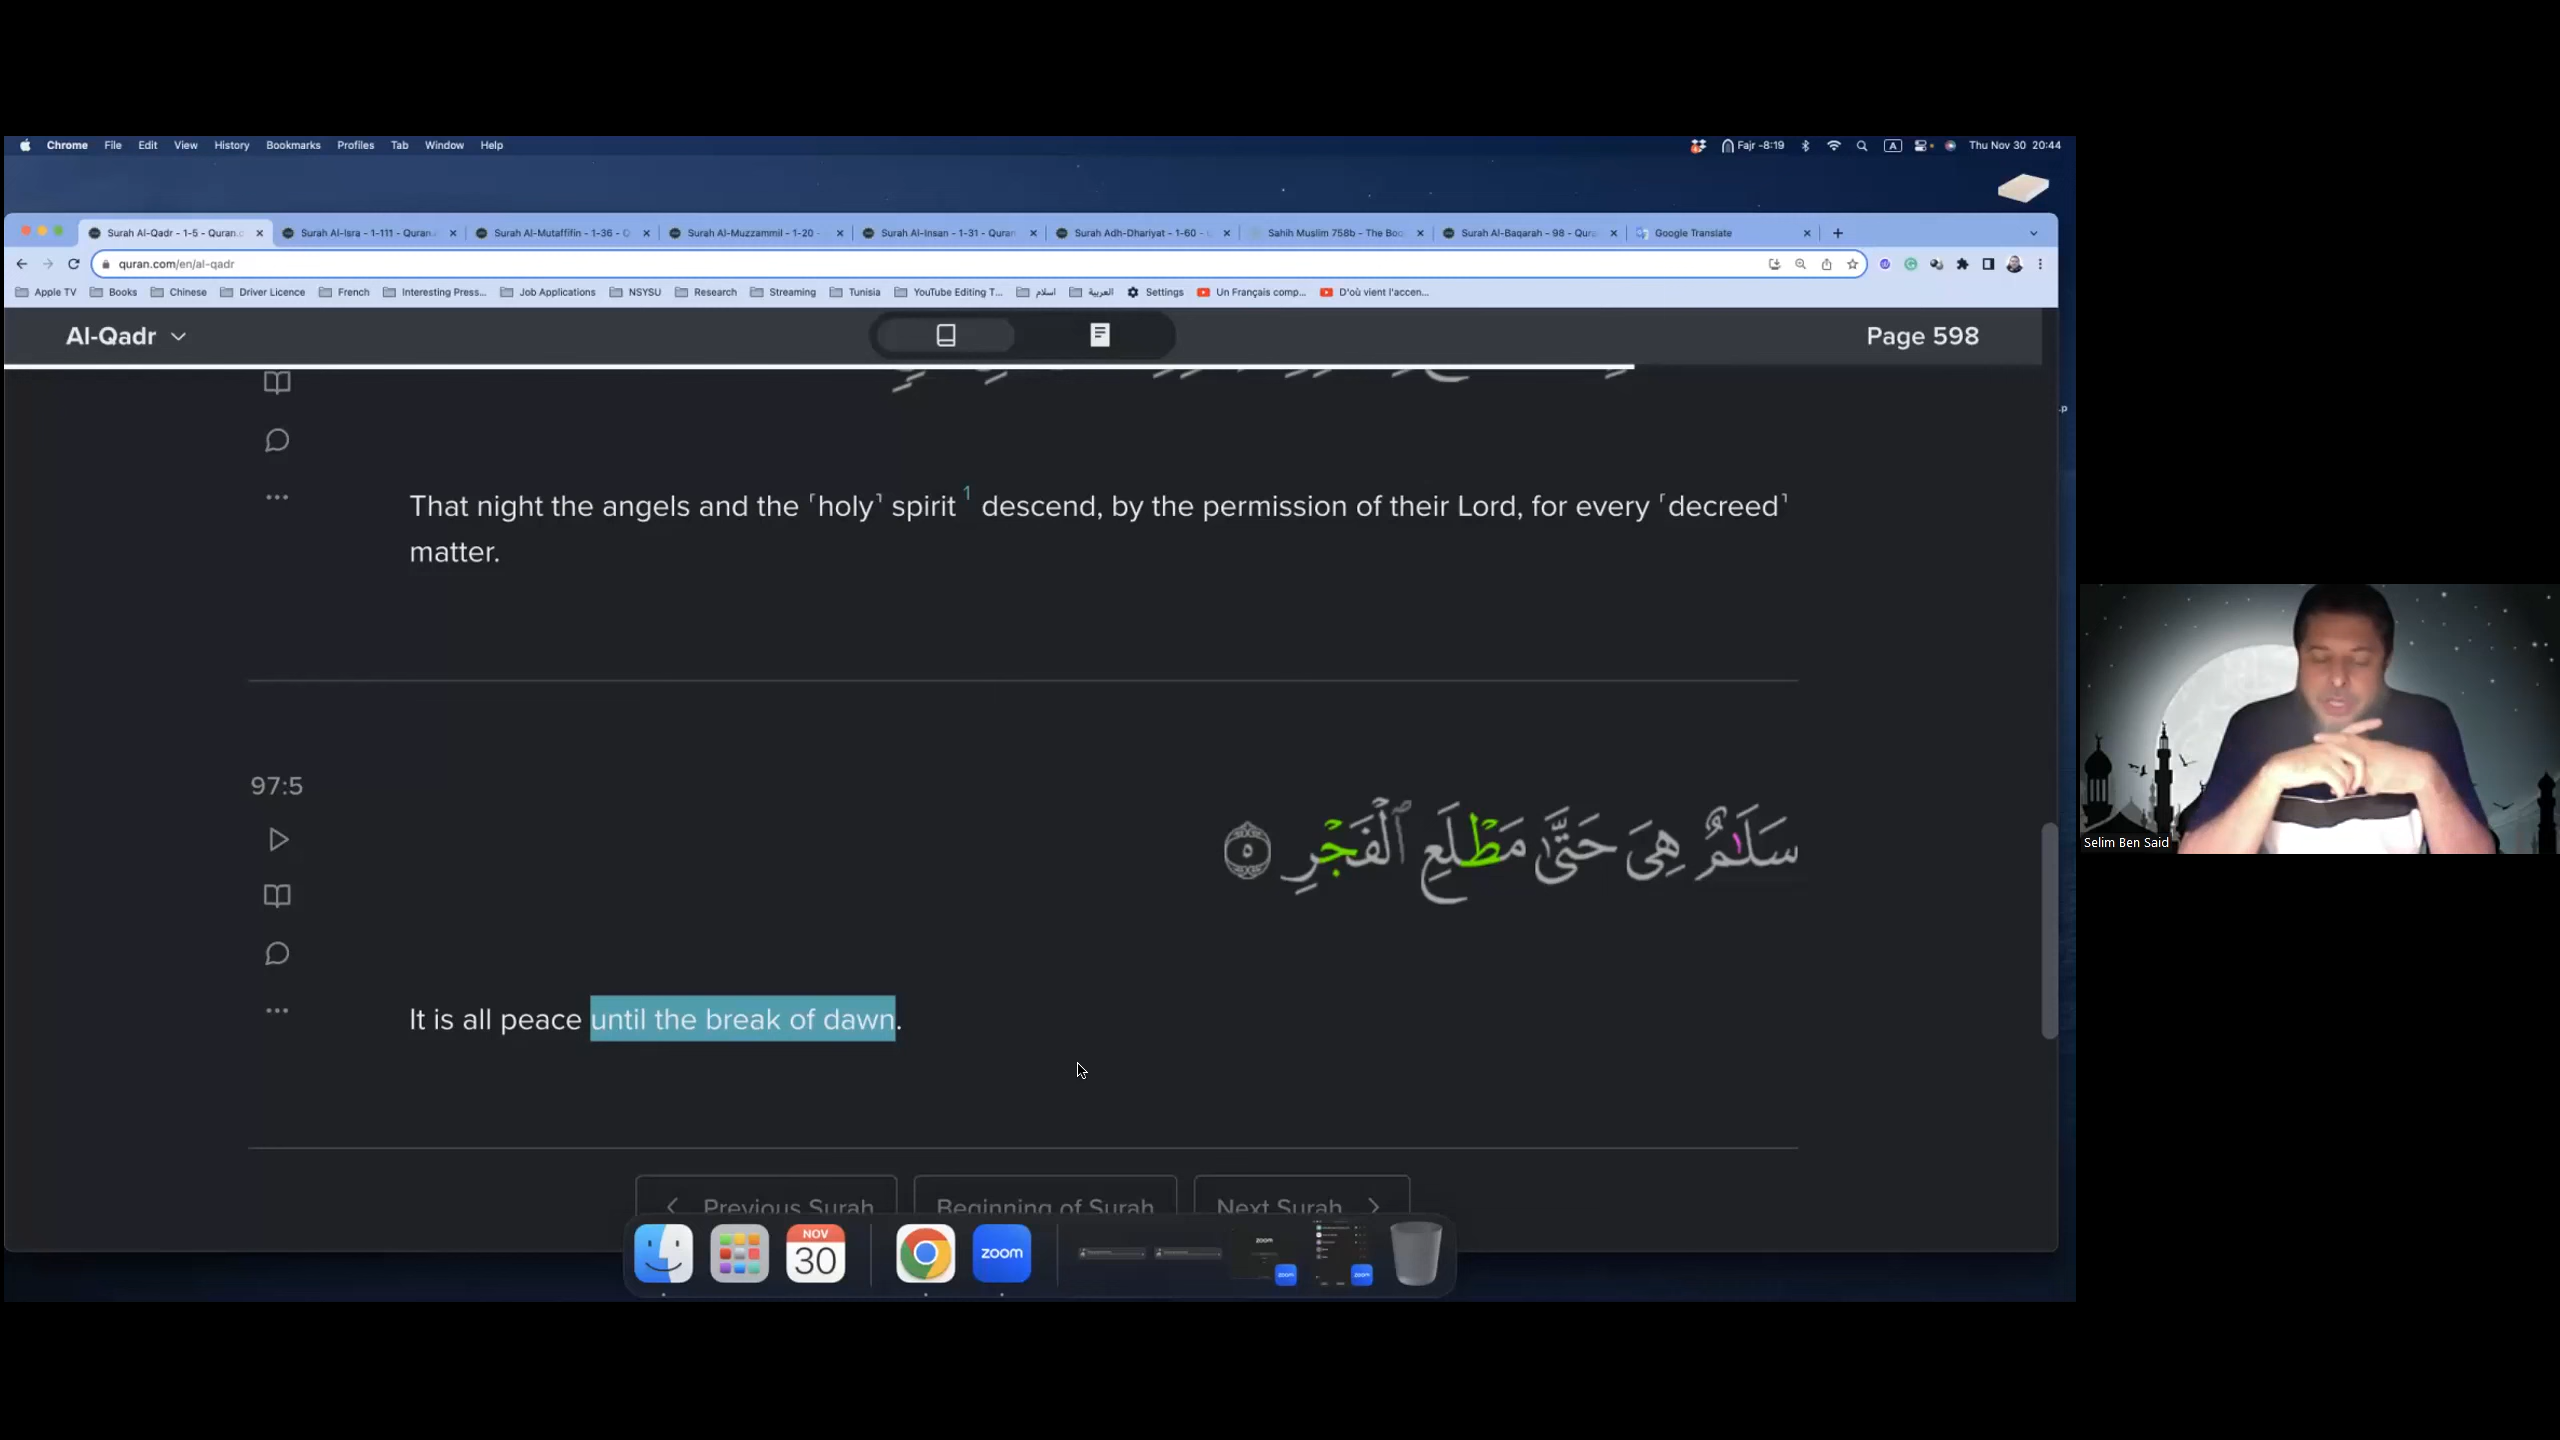 Chrome File Edit View History Bookmarks Profiles Tab Window Help
Fajr -8:19 A Thu Nov 30 20:44
Surah Al-Qadr - 1-5 - Quran.c
Surah Al-Isra - 1-111 - Quran.
Surah Al-Mutaffifin - 1-36 - Q
Surah Al-Muzzammil - 1-20 -
Surah Al-Insan - 1-31 - Quran
Surah Adh-Dhariyat - 1-60 -
Sahih Muslim 758b - The Boo
Surah Al-Baqarah - 98 - Qura
Google Translate
quran.com/en/al-qadr
Apple TV Books Chinese Driver Licence French Interesting Press... Job Applications NSYSU Research Streaming Tunisia YouTube Editing T... اسلام العربية Settings Un Français comp... D'où vient l'accen...
Al-Qadr
Page 598
.p
That night the angels and the ˹holy˺ spirit 1 descend, by the permission of their Lord, for every ˹decreed˺
matter.
97:5
سَلَـٰمٌ هِىَ حَتَّىٰ مَطْلَعِ ٱلْفَجْرِ ٥
It is all peace until the break of dawn.
Selim Ben Said
Previous Surah
Beginning of Surah
Next Surah
NOV
30
zoom
zoom
zoom
zoom